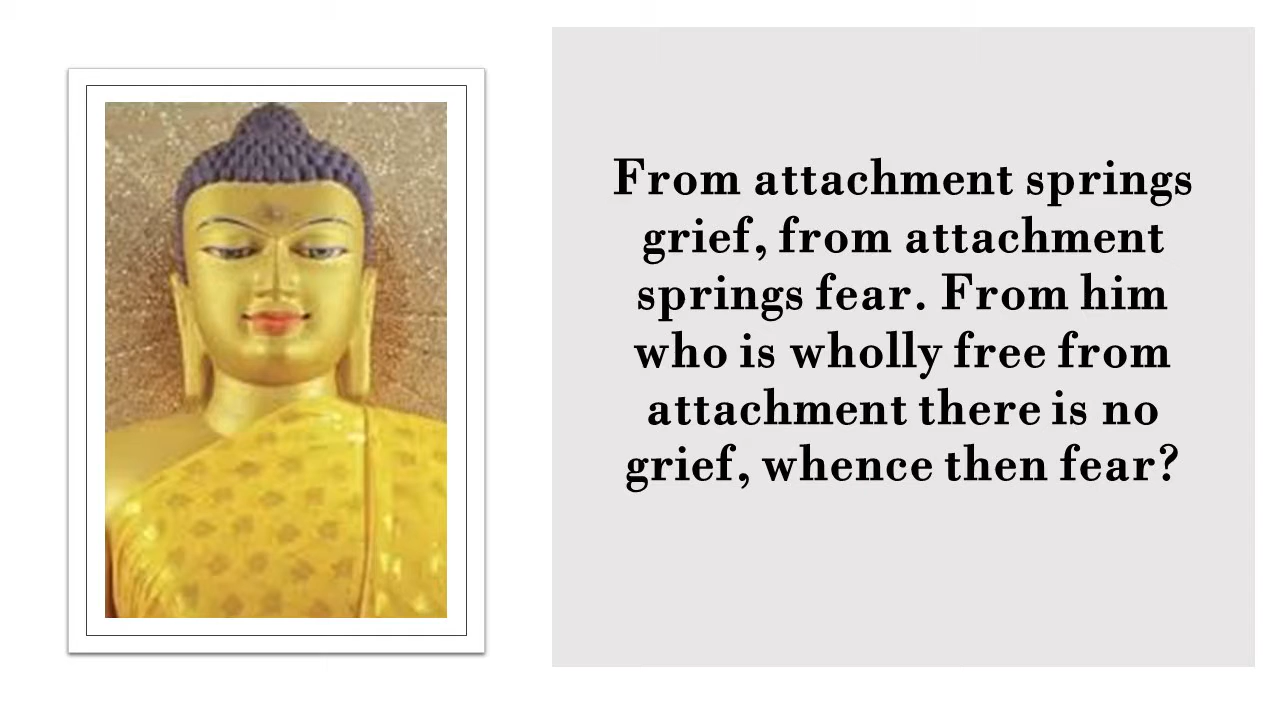 From attachment springs
grief, from attachment
springs fear. From him
who is wholly free from
attachment there is no
grief, whence then fear?